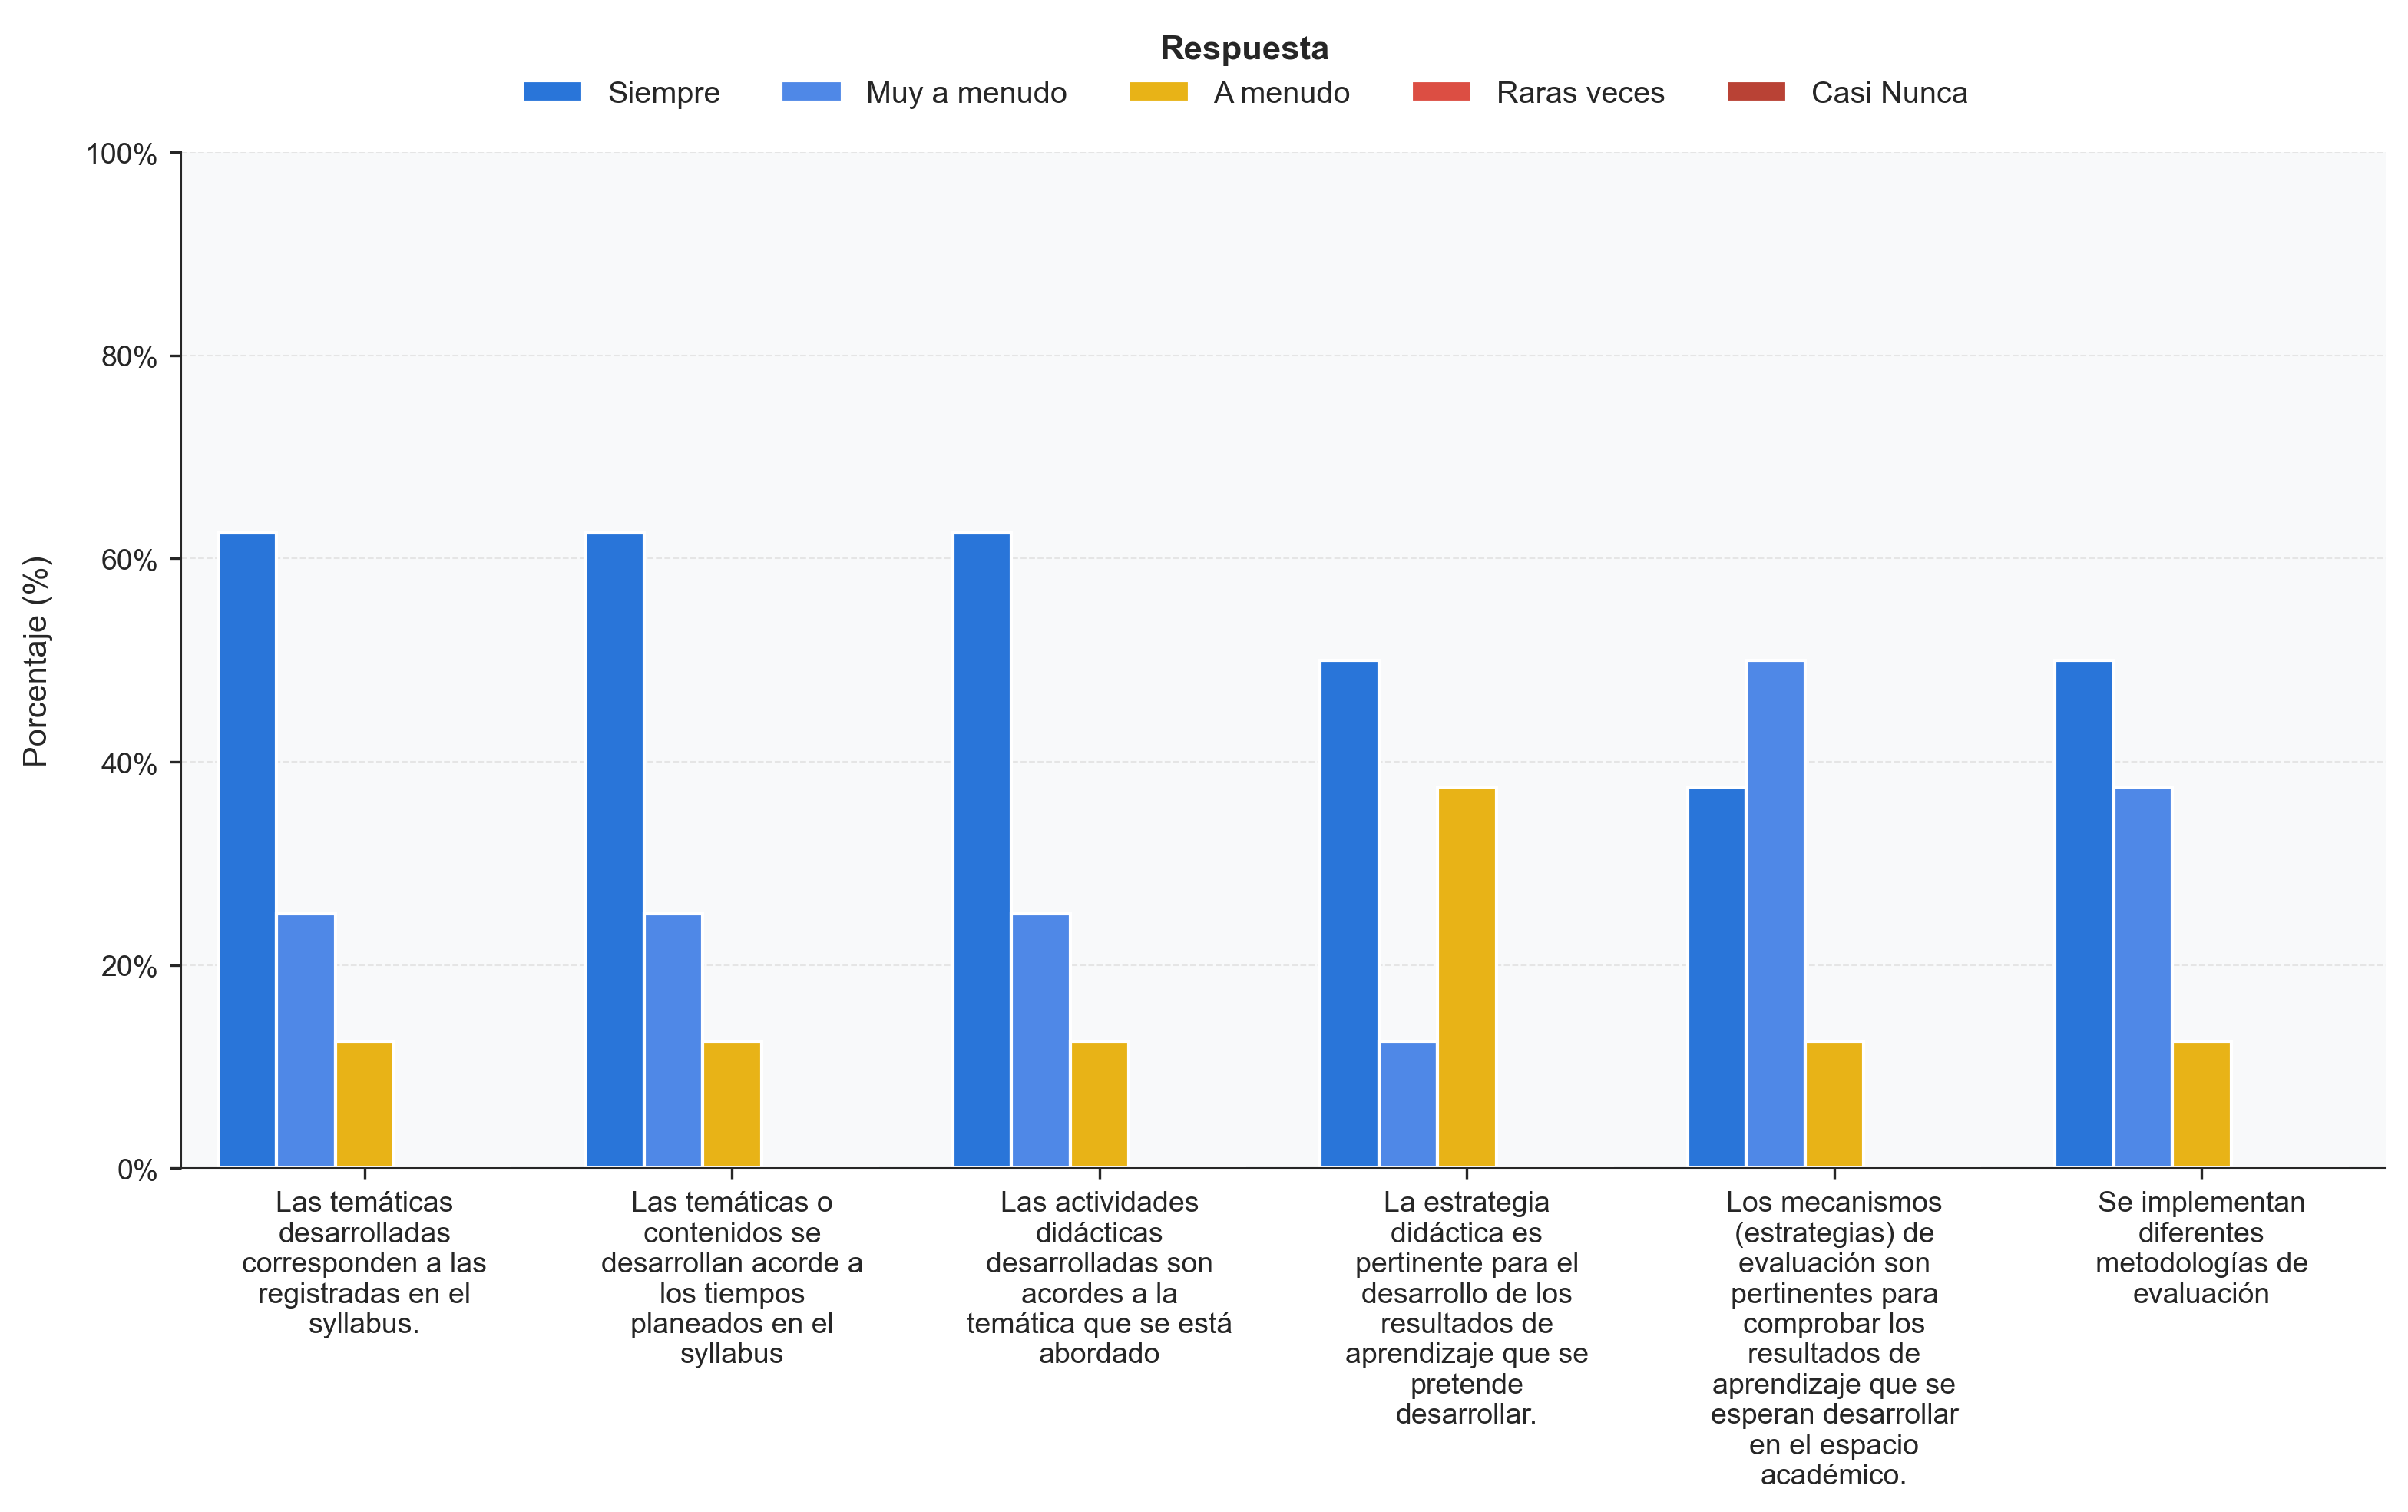 Respuesta
Siempre Muy a menudo A menudo Raras veces Casi Nunca
100%
80%
60%
40%
20%
0%
Porcentaje (%)
Las temáticas
desarrolladas
corresponden a las
registradas en el
syllabus.
Las temáticas o
contenidos se
desarrollan acorde a
los tiempos
planeados en el
syllabus
Las actividades
didácticas
desarrolladas son
acordes a la
temática que se está
abordado
La estrategia
didáctica es
pertinente para el
desarrollo de los
resultados de
aprendizaje que se
pretende
desarrollar.
Los mecanismos
(estrategias) de
evaluación son
pertinentes para
comprobar los
resultados de
aprendizaje que se
esperan desarrollar
en el espacio
académico.
Se implementan
diferentes
metodologías de
evaluación